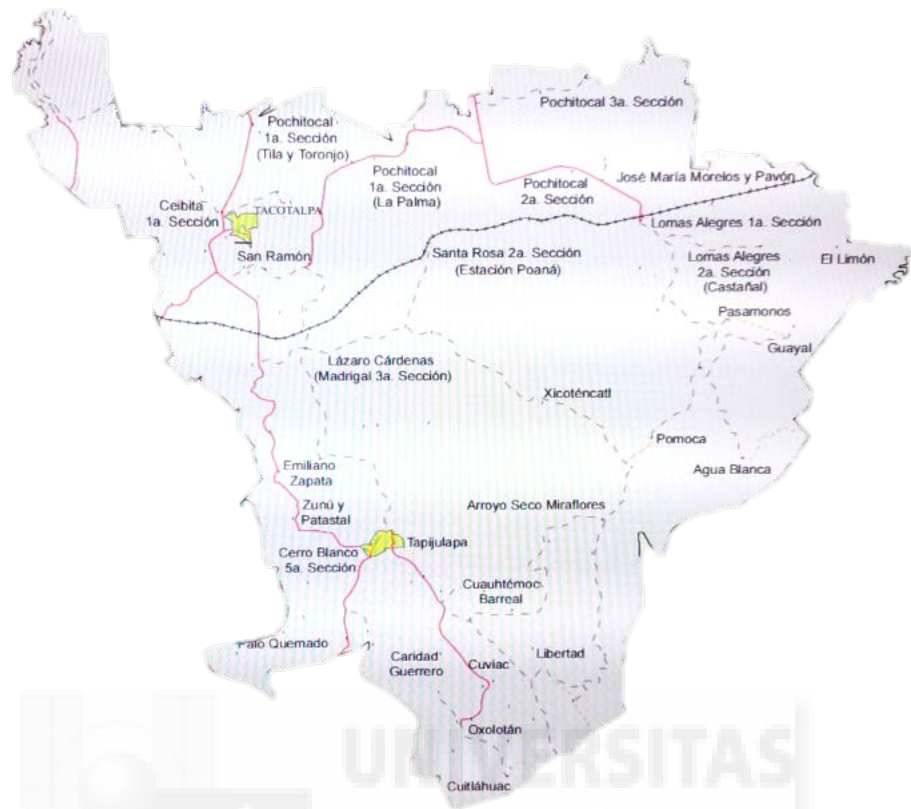 Pochitocal 3a. Sección
Pochitocal
1a. Sección
(Tila y Toronjo)
Pochitocal
1a. Sección
(La Palma)
José María Morelos y Pavón
Pochitocal
2a. Sección
Ceibita
1a. Sección
TACOTALPA
Lomas Alegres 1a. Sección
San Ramón
Santa Rosa 2a. Sección
(Estación Poaná)
Lomas Alegres
2a. Sección
(Castañal)
El Limón
Pasamonos
Guayal
Lázaro Cárdenas
(Madrigal 3a. Sección)
Xicoténcatl
Pomoca
Agua Blanca
Emiliano
Zapata
Zunú y
Patastal
Arroyo Seco Miraflores
Cerro Blanco
5a. Sección
Tapijulapa
Cuauhtémoc
Barreal
Palo Quemado
Caridad
Guerrero
Cuviac
Libertad
Oxolotán
Cuitláhuac
UNIVERSITAS